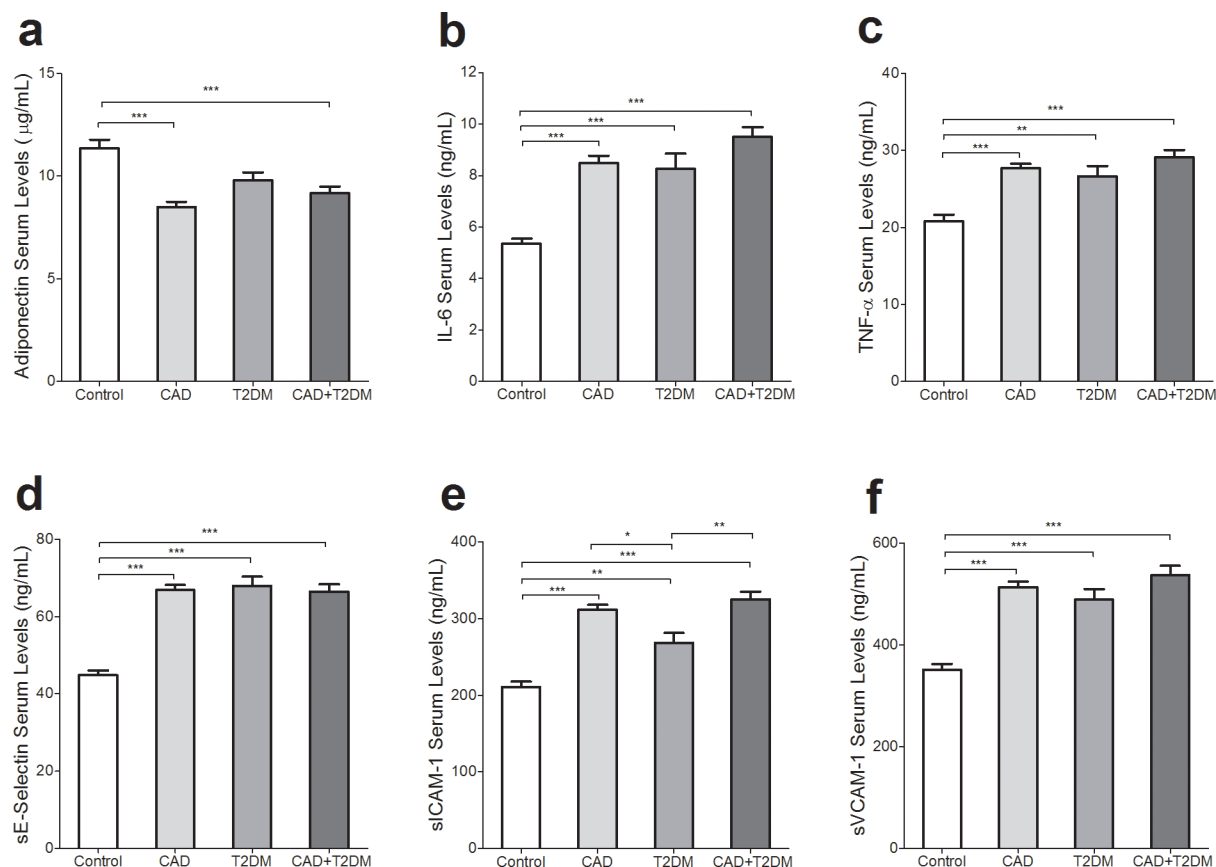 a
Adiponectin Serum Levels ( µg/mL)
15
10
5
0
***
***
Control CAD T2DM CAD+T2DM
b
IL-6 Serum Levels (ng/mL)
12
10
8
6
4
2
0
***
***
***
Control CAD T2DM CAD+T2DM
c
TNF-α Serum Levels (ng/mL)
40
30
20
10
0
***
**
***
Control CAD T2DM CAD+T2DM
d
sE-Selectin Serum Levels (ng/mL)
80
60
40
20
0
***
***
***
Control CAD T2DM CAD+T2DM
e
sICAM-1 Serum Levels (ng/mL)
400
300
200
100
0
* **
***
**
***
Control CAD T2DM CAD+T2DM
f
sVCAM-1 Serum Levels (ng/mL)
600
400
200
0
***
***
***
Control CAD T2DM CAD+T2DM